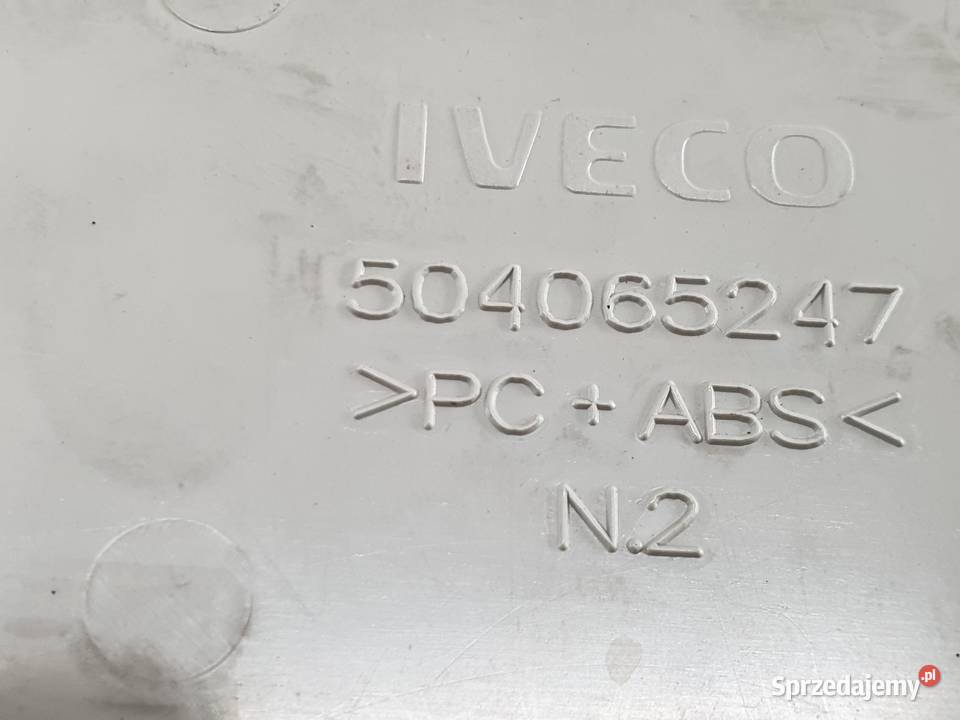 IVECO
504065247
>PC + ABS<
N.2
Sprzedajemy.pl